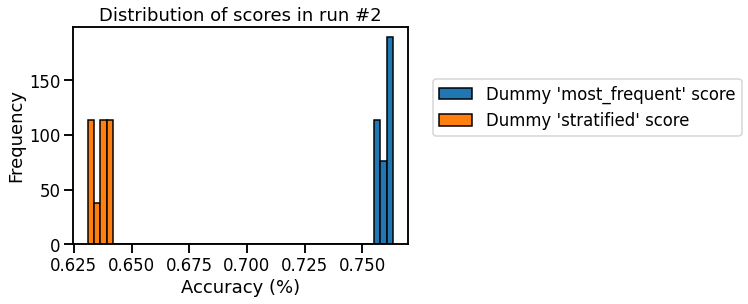 Distribution of scores in run #2
Frequency
150
100
50
0
0.625 0.650 0.675 0.700 0.725 0.750
Accuracy (%)
Dummy 'most_frequent' score
Dummy 'stratified' score